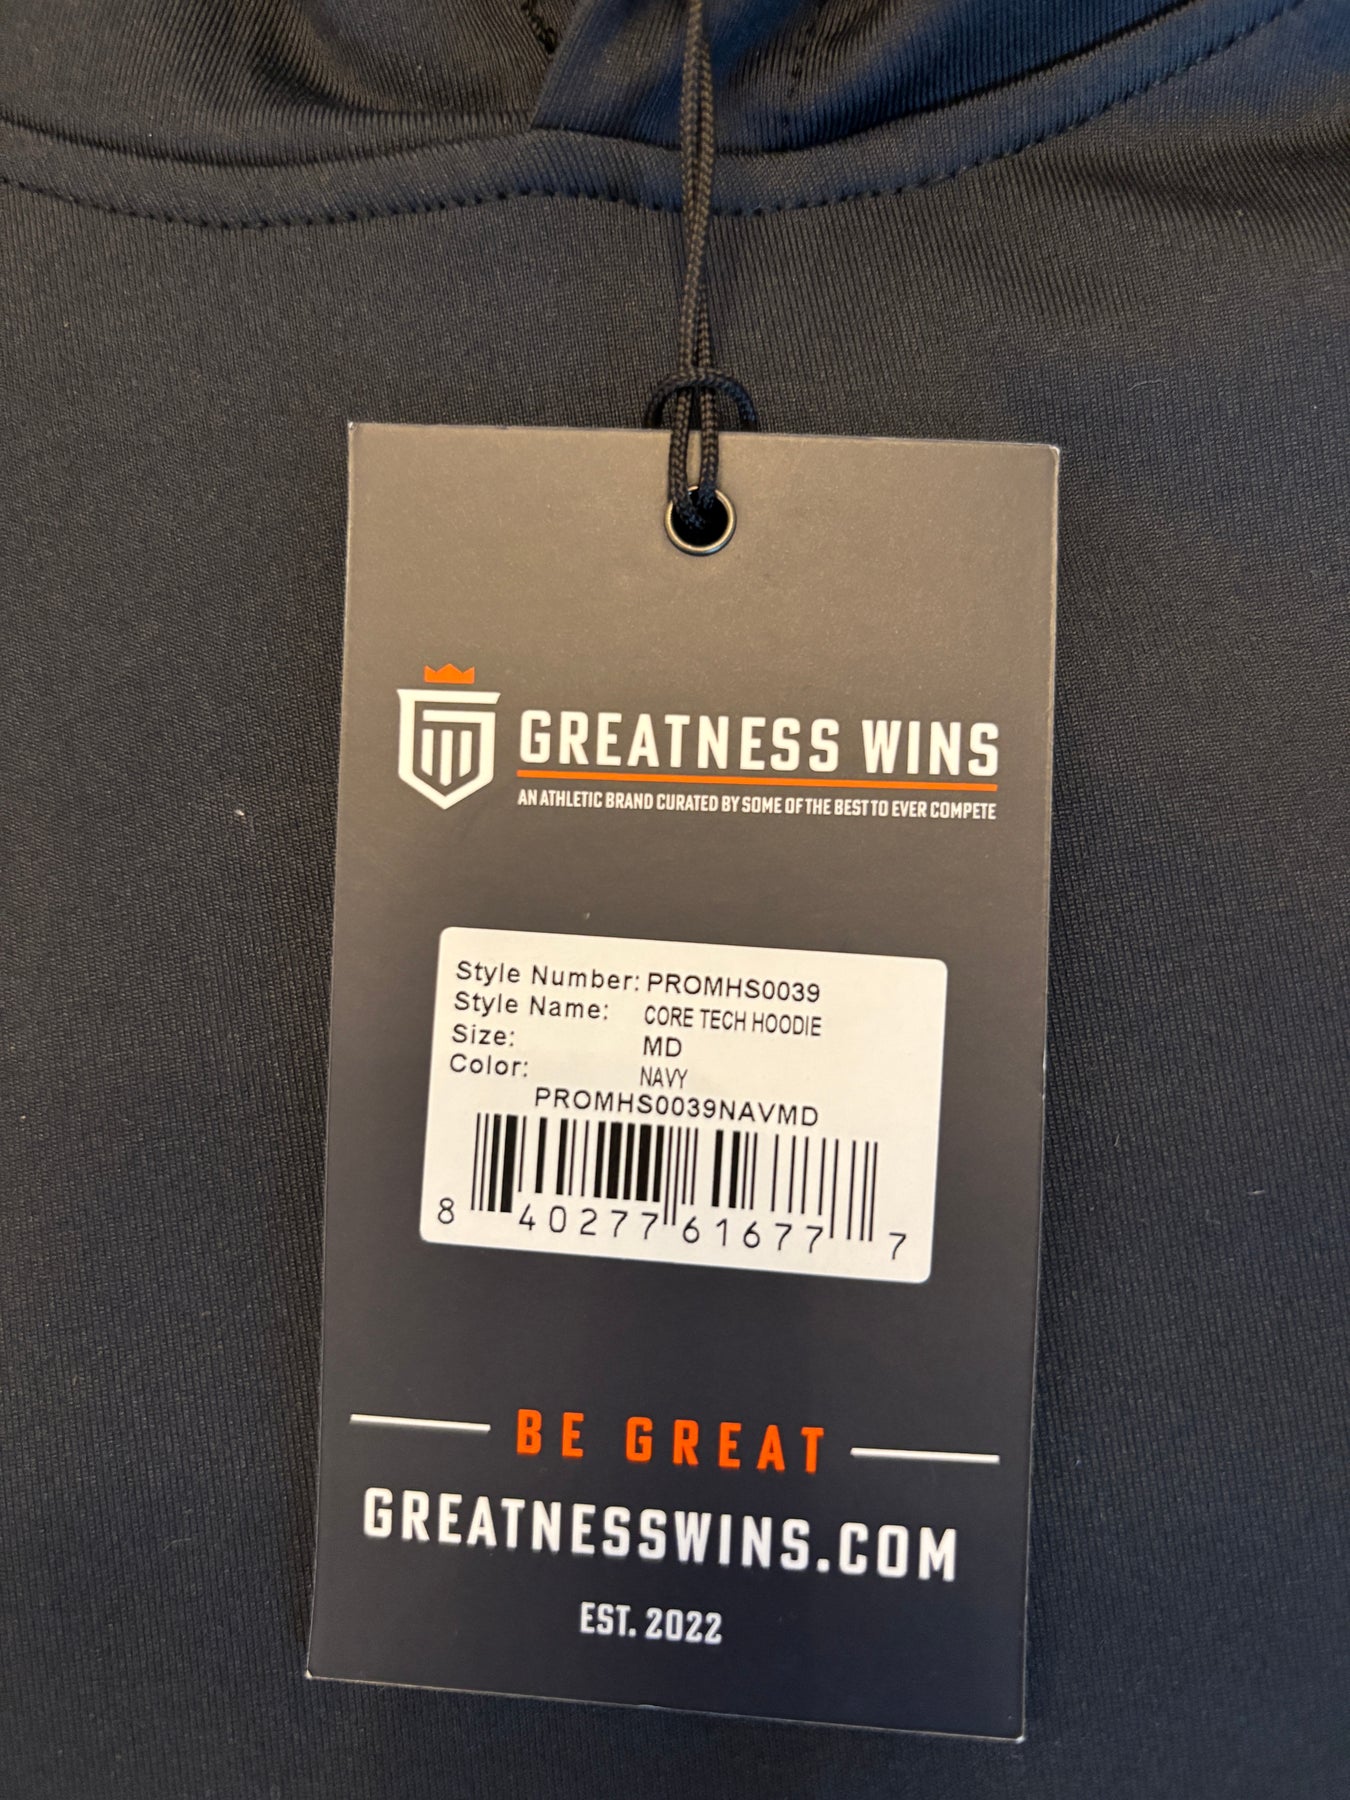 GREATNESS WINS
AN ATHLETIC BRAND CURATED BY SOME OF THE BEST TO EVER COMPETE
Style Number: PROMHS0039
Style Name: CORE TECH HOODIE
Size: MD
Color: NAVY
PROMHS0039NAVMD
8 40277 61677 7
BE GREAT
GREATNESSWINS.COM
EST. 2022